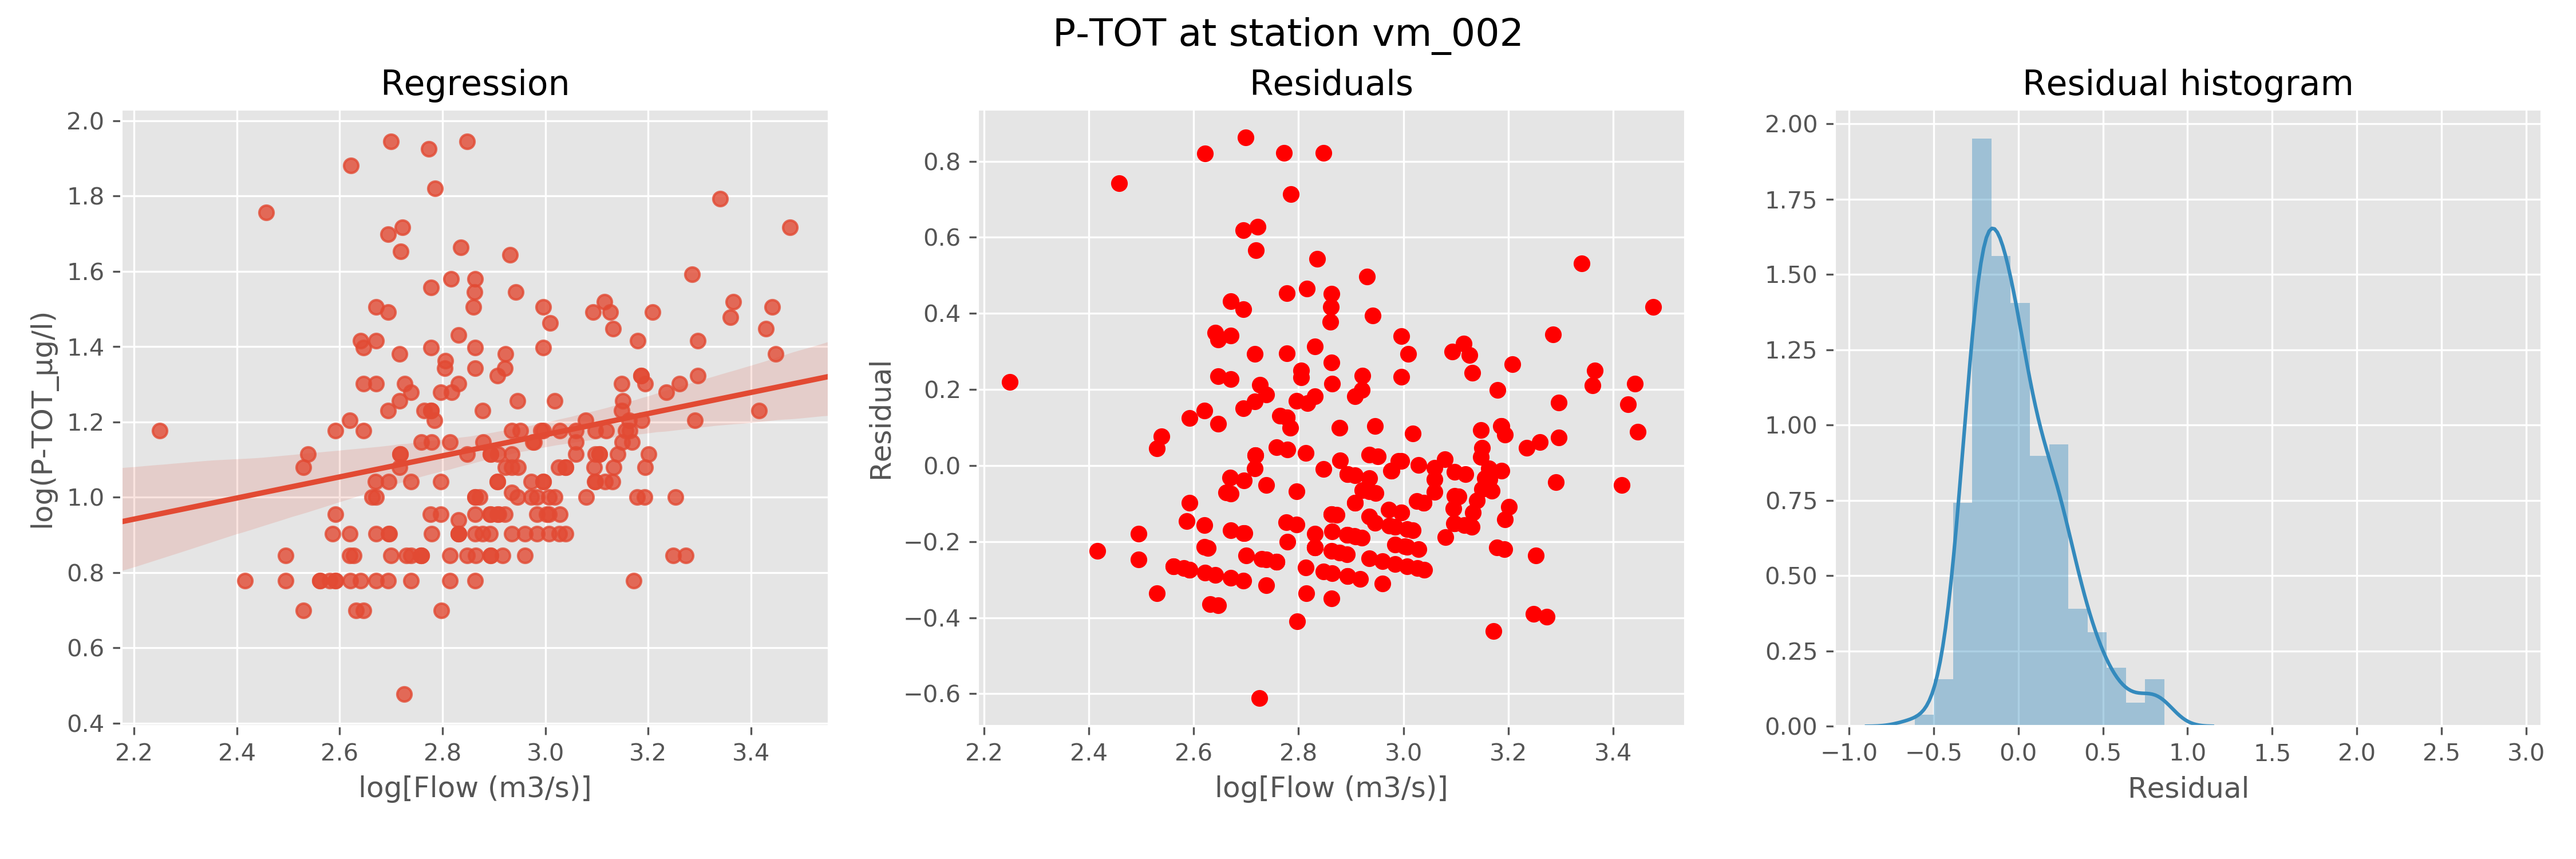 P-TOT at station vm_002
Regression
2.0
1.8
1.6
1.4
1.2
1.0
0.8
0.6
0.4
log(P-TOT_µg/l)
2.2 2.4 2.6 2.8 3.0 3.2 3.4
log[Flow (m3/s)]
Residuals
0.8
0.6
0.4
0.2
0.0
−0.2
−0.4
−0.6
Residual
2.2 2.4 2.6 2.8 3.0 3.2 3.4
log[Flow (m3/s)]
Residual histogram
2.00
1.75
1.50
1.25
1.00
0.75
0.50
0.25
0.00
−1.0 −0.5 0.0 0.5 1.0 1.5 2.0 2.5 3.0
Residual